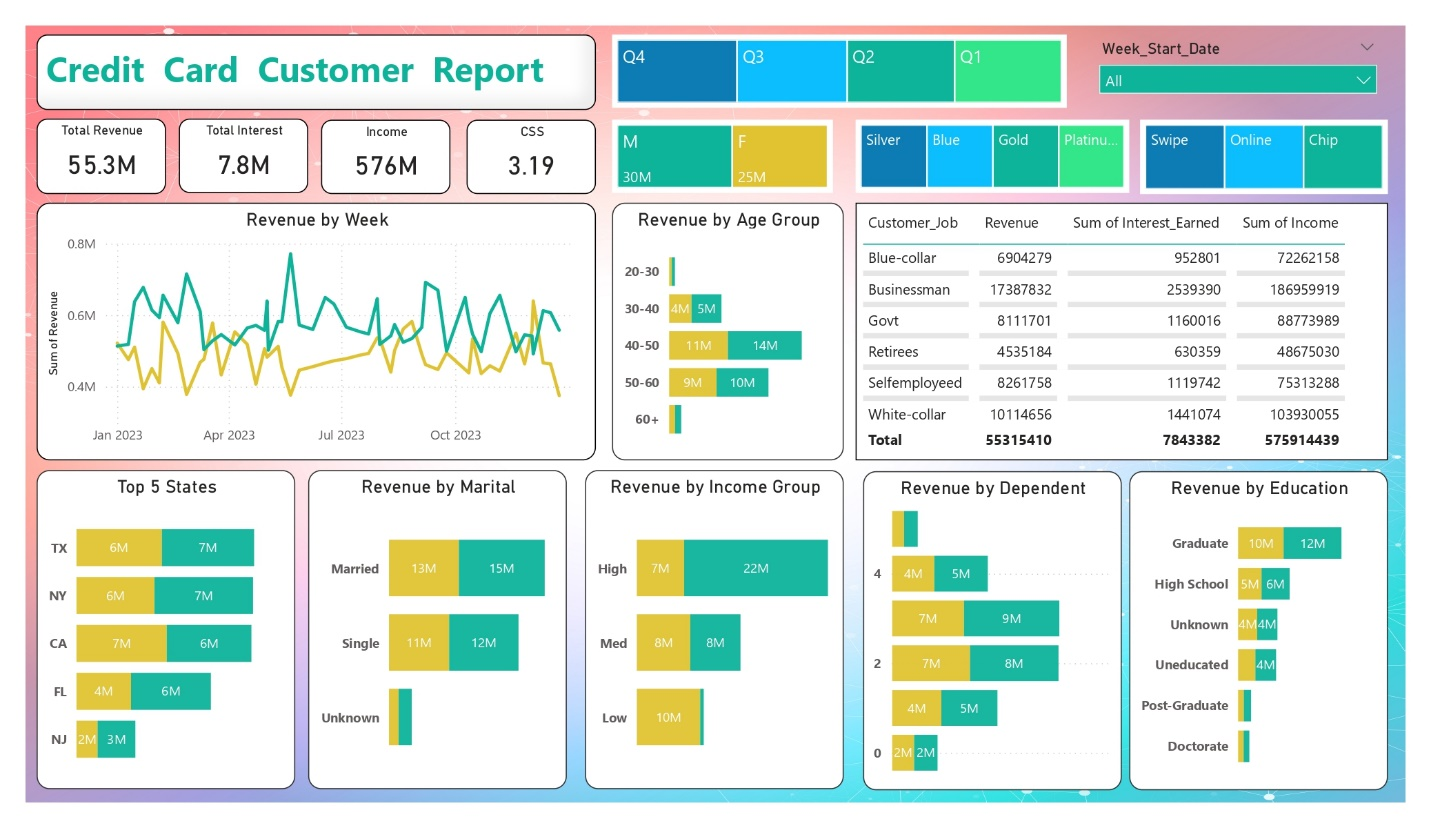 Credit Card Customer Report
Q4
Q3
Q2
Q1
Week_Start_Date
All
Total Revenue
55.3M
Total Interest
7.8M
Income
576M
CSS
3.19
M
30M
F
25M
Silver
Blue
Gold
Platinu...
Swipe
Online
Chip
Revenue by Week
Sum of Revenue
0.8M
0.6M
0.4M
Jan 2023
Apr 2023
Jul 2023
Oct 2023
Revenue by Age Group
20-30
30-40 4M 5M
40-50 11M 14M
50-60 9M 10M
60+
Customer_Job Revenue Sum of Interest_Earned Sum of Income
Blue-collar 6904279 952801 72262158
Businessman 17387832 2539390 186959919
Govt 8111701 1160016 88773989
Retirees 4535184 630359 48675030
Selfemployeed 8261758 1119742 75313288
White-collar 10114656 1441074 103930055
Total 55315410 7843382 575914439
Top 5 States
TX 6M 7M
NY 6M 7M
CA 7M 6M
FL 4M 6M
NJ 2M 3M
Revenue by Marital
Married 13M 15M
Single 11M 12M
Unknown
Revenue by Income Group
High 7M 22M
Med 8M 8M
Low 10M
Revenue by Dependent
4 4M 5M
7M 9M
2 7M 8M
4M 5M
0 2M 2M
Revenue by Education
Graduate 10M 12M
High School 5M 6M
Unknown 4M 4M
Uneducated 4M
Post-Graduate
Doctorate